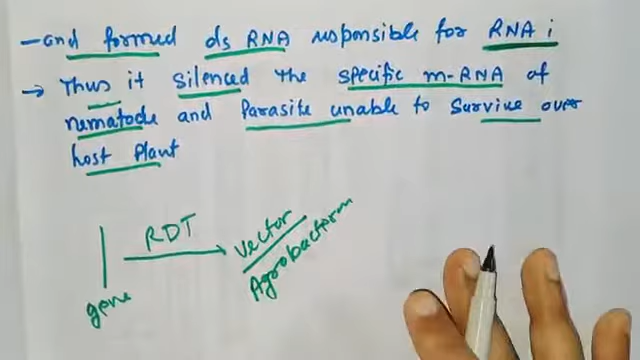 - and formed ds RNA responsible for RNA i
→ Thus it silenced the specific m-RNA of
nematode and Parasite unable to Survive over
host Plant
RDT
gene
vector
Agrobacterm